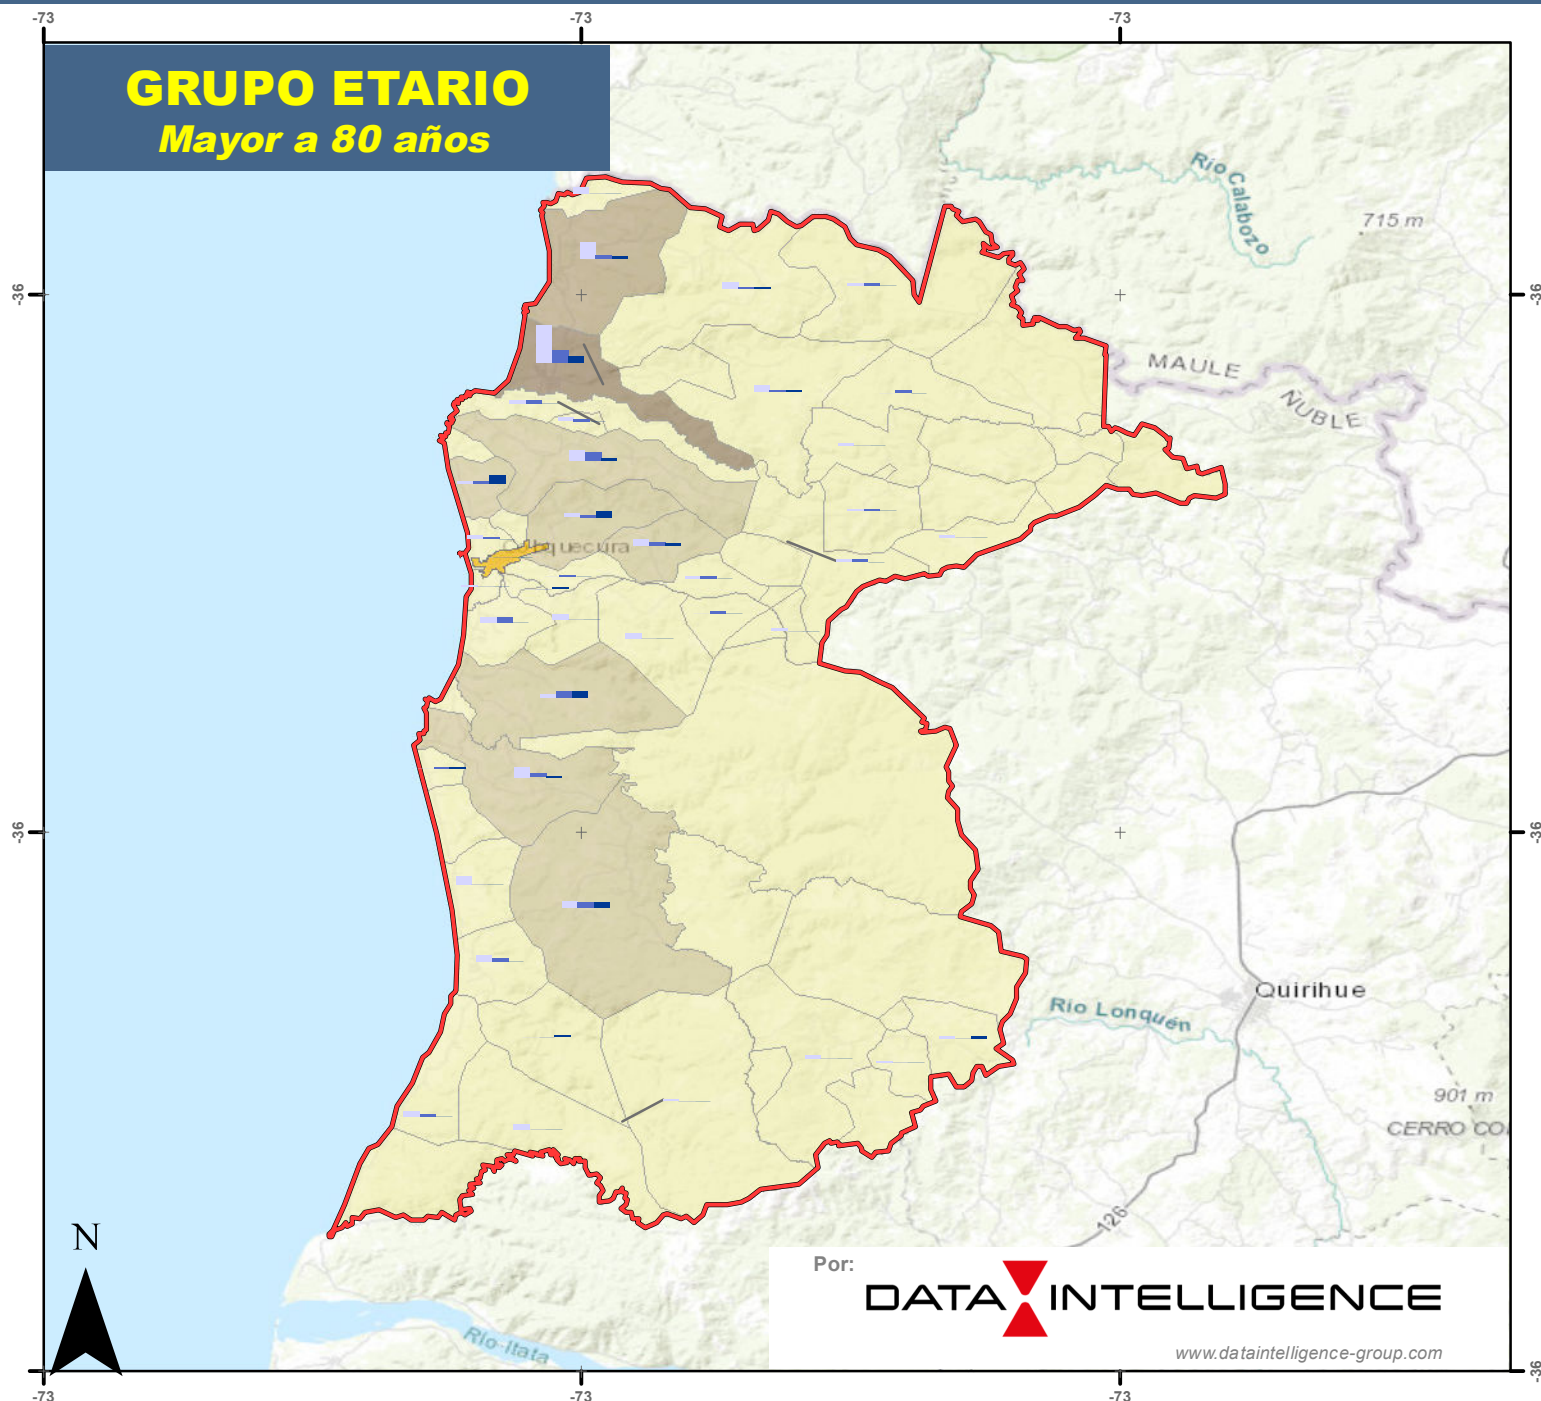 -73
-73
-73
GRUPO ETARIO
Mayor a 80 años
Río Calabozo
715 m
-36
-36
MAULE
ÑUBLE
quecura
-36
-36
Quirihue
Río Lonquén
901 m
CERRO CO
126
N
Por:
DATA INTELLIGENCE
www.dataintelligence-group.com
Río Itata
-36
-73
-73
-73